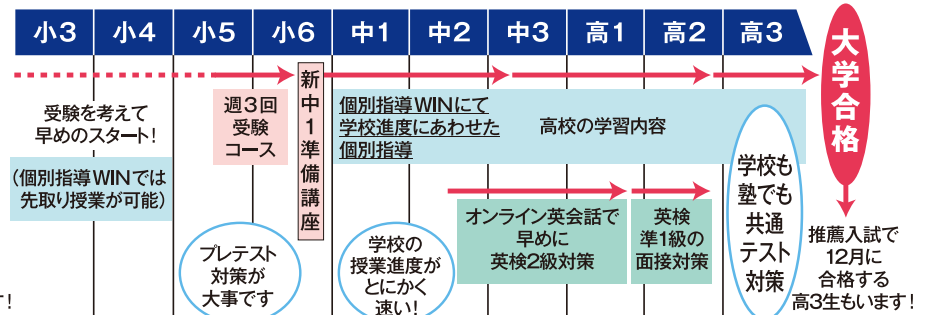 小3 小4 小5 小6 中1 中2 中3 高1 高2 高3
大学合格
受験を考えて
早めのスタート!
(個別指導WINでは
先取り授業が可能)
週3回
受験
コース
新中1準備講座
プレテスト
対策が
大事です
個別指導WINにて
学校進度にあわせた
個別指導
学校の
授業進度が
とにかく
速い!
高校の学習内容
オンライン英会話で
早めに
英検2級対策
英検
準1級の
面接対策
学校も
塾でも
共通
テスト
対策
推薦入試で
12月に
合格する
高3生もいます!
!